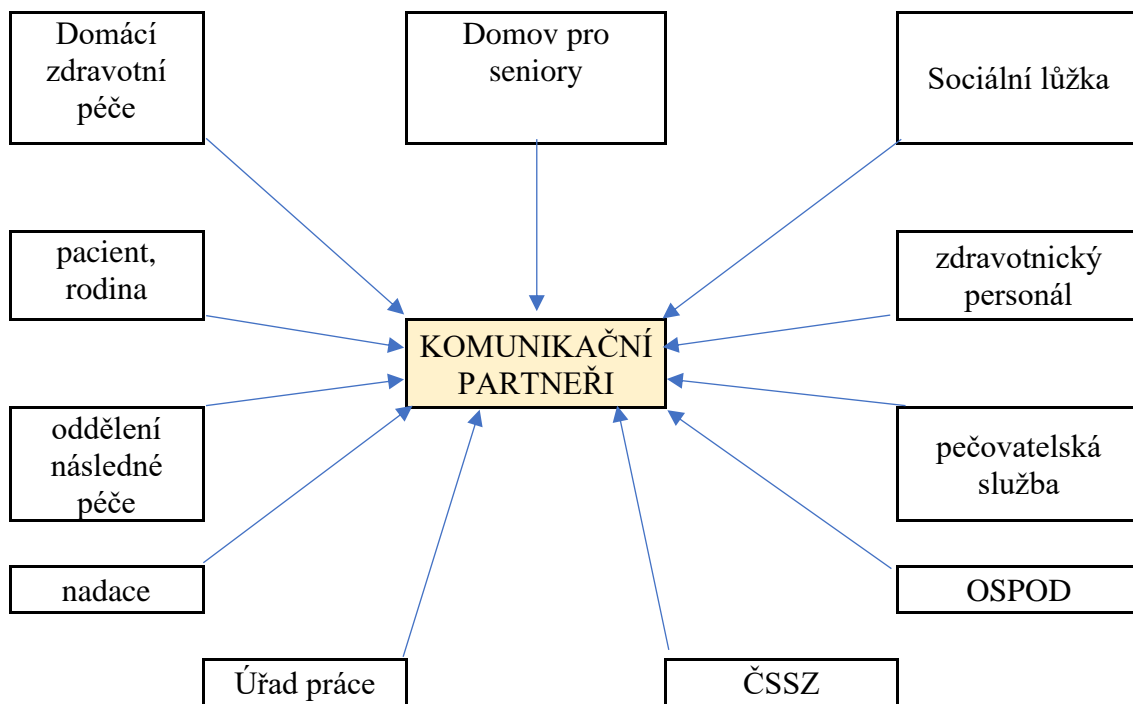 Domácí
zdravotní
péče
Domov pro
seniory
Sociální lůžka
pacient,
rodina
zdravotnický
personál
KOMUNIKAČNÍ
PARTNEŘI
oddělení
následné
péče
pečovatelská
služba
nadace
OSPOD
Úřad práce
ČSSZ